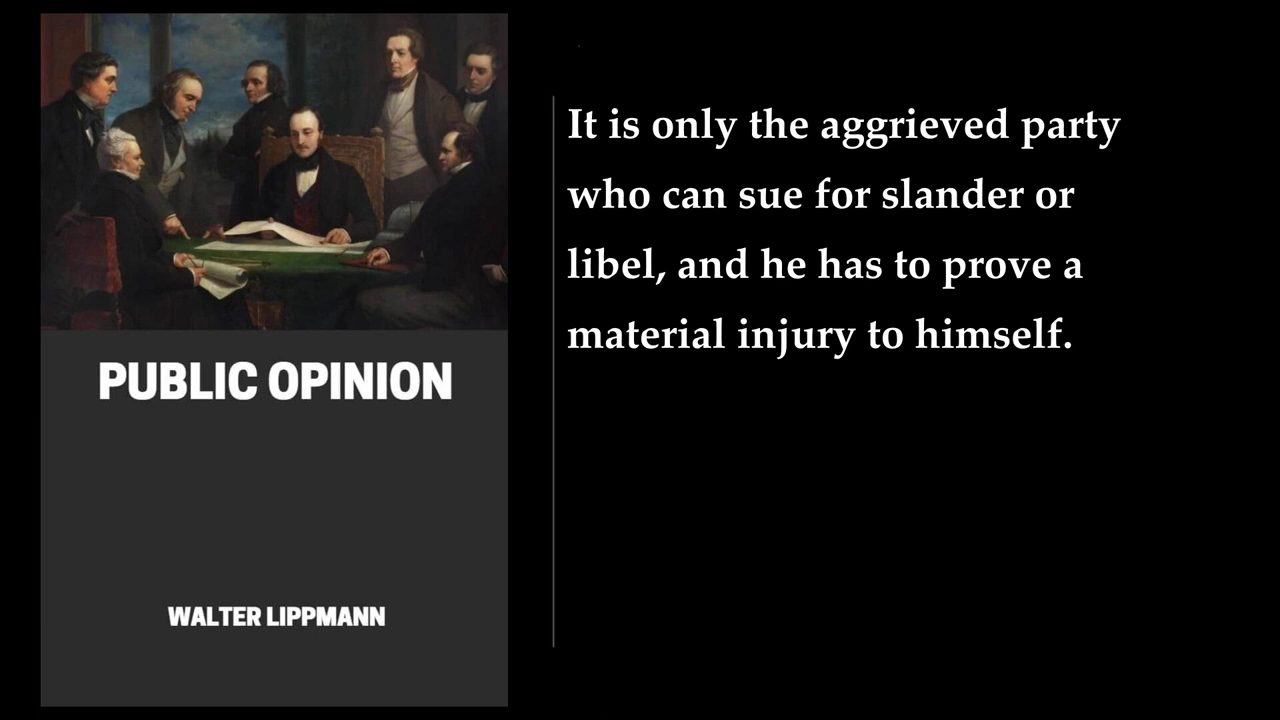 PUBLIC OPINION
WALTER LIPPMANN
It is only the aggrieved party
who can sue for slander or
libel, and he has to prove a
material injury to himself.